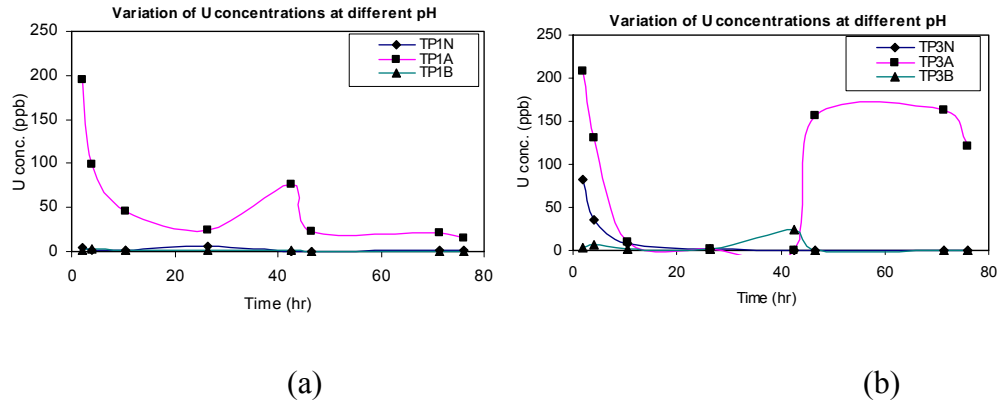 Variation of U concentrations at different pH
250
200
150
100
50
0
U conc. (ppb)
0 20 40 60 80
Time (hr)
TP1N
TP1A
TP1B
(a)
Variation of U concentrations at different pH
250
200
150
100
50
0
U conc. (ppb)
0 20 40 60 80
Time (hr)
TP3N
TP3A
TP3B
(b)